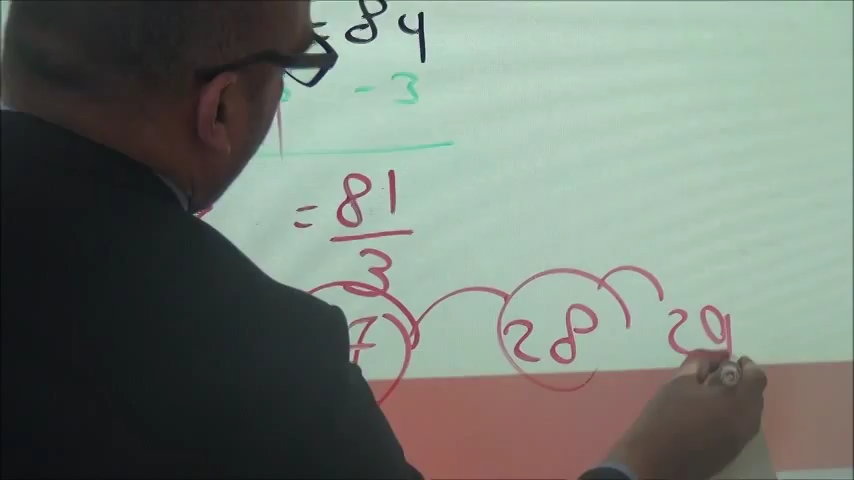 = 84
- 3
= 81
3
7 28 29